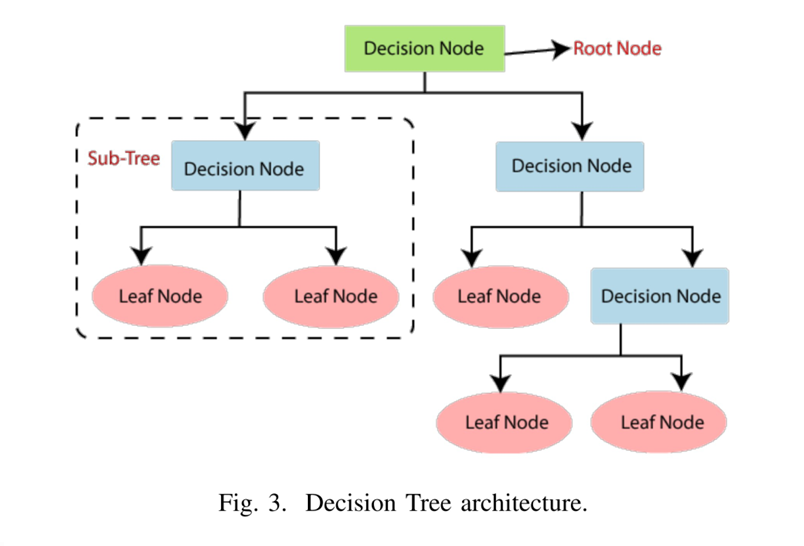 Decision Node
Root Node
Sub-Tree
Decision Node
Decision Node
Leaf Node
Leaf Node
Leaf Node
Decision Node
Leaf Node
Leaf Node
Fig. 3. Decision Tree architecture.